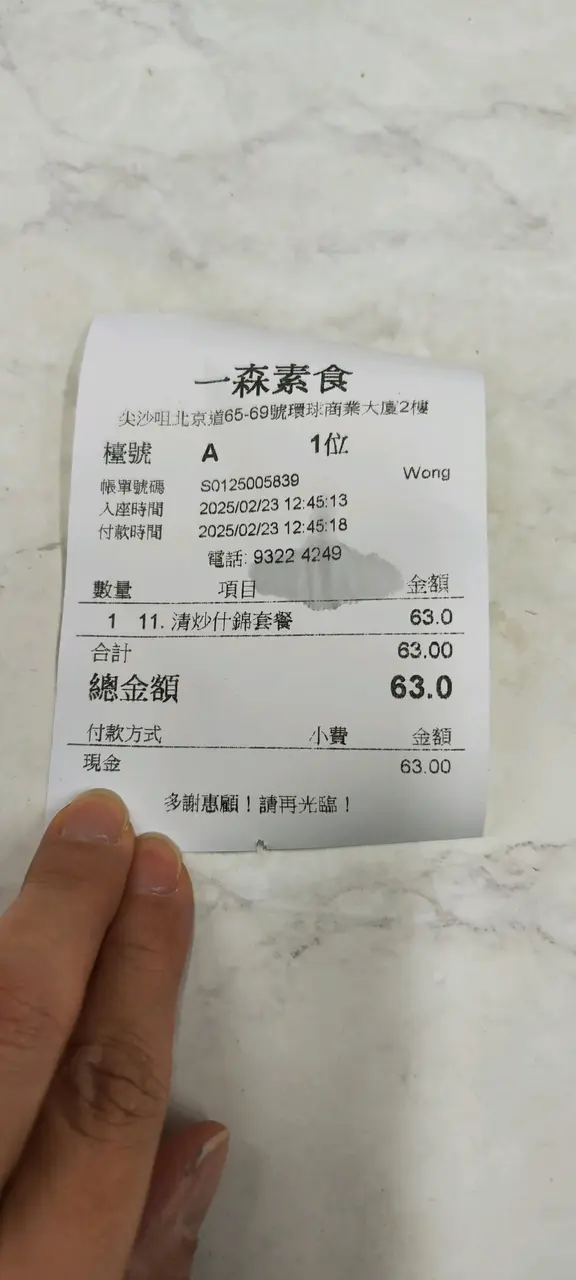 一森素食
尖沙咀北京道65-69號環球商業大廈2樓
檯號 A 1位
帳單號碼 S0125005839 Wong
入座時間 2025/02/23 12:45:13
付款時間 2025/02/23 12:45:18
電話: 9322 4249
數量 項目 金額
1 11. 清炒什錦套餐 63.0
合計 63.00
總金額 63.0
付款方式 小費 金額
現金 63.00
多謝惠顧！請再光臨！